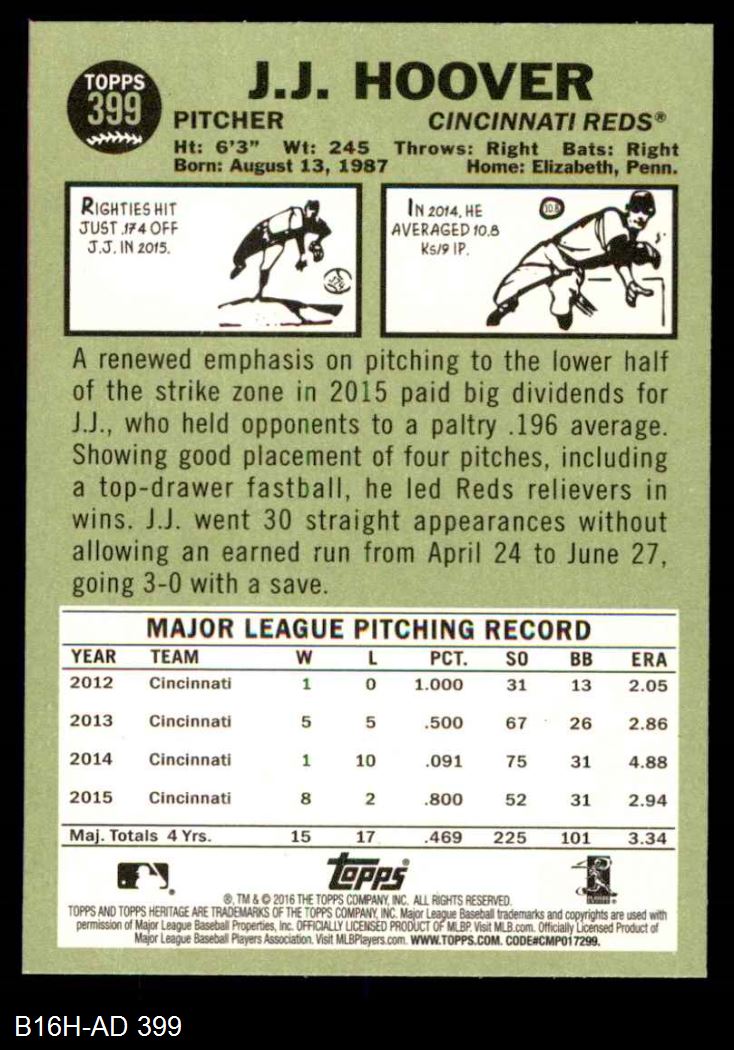 TOPPS
399
J.J. HOOVER
PITCHER CINCINNATI REDS®
Ht: 6'3" Wt: 245 Throws: Right Bats: Right
Born: August 13, 1987 Home: Elizabeth, Penn.
RIGHTIES HIT
JUST .174 OFF
J.J. IN 2015.
IN 2014, HE
AVERAGED 10.8
Ks/9 IP.
10.8
A renewed emphasis on pitching to the lower half
of the strike zone in 2015 paid big dividends for
J.J., who held opponents to a paltry .196 average.
Showing good placement of four pitches, including
a top-drawer fastball, he led Reds relievers in
wins. J.J. went 30 straight appearances without
allowing an earned run from April 24 to June 27,
going 3-0 with a save.
MAJOR LEAGUE PITCHING RECORD
YEAR TEAM W L PCT. SO BB ERA
2012 Cincinnati 1 0 1.000 31 13 2.05
2013 Cincinnati 5 5 .500 67 26 2.86
2014 Cincinnati 1 10 .091 75 31 4.88
2015 Cincinnati 8 2 .800 52 31 2.94
Maj. Totals 4 Yrs. 15 17 .469 225 101 3.34
topps®
®, TM & © 2016 THE TOPPS COMPANY, INC. ALL RIGHTS RESERVED.
TOPPS AND TOPPS HERITAGE ARE TRADEMARKS OF THE TOPPS COMPANY, INC. Major League Baseball trademarks and copyrights are used with
permission of Major League Baseball Properties, Inc. OFFICIALLY LICENSED PRODUCT OF MLBP. Visit MLB.com. Officially Licensed Product of
Major League Baseball Players Association. Visit MLBPlayers.com. WWW.TOPPS.COM. CODE#CMP017299.
B16H-AD 399